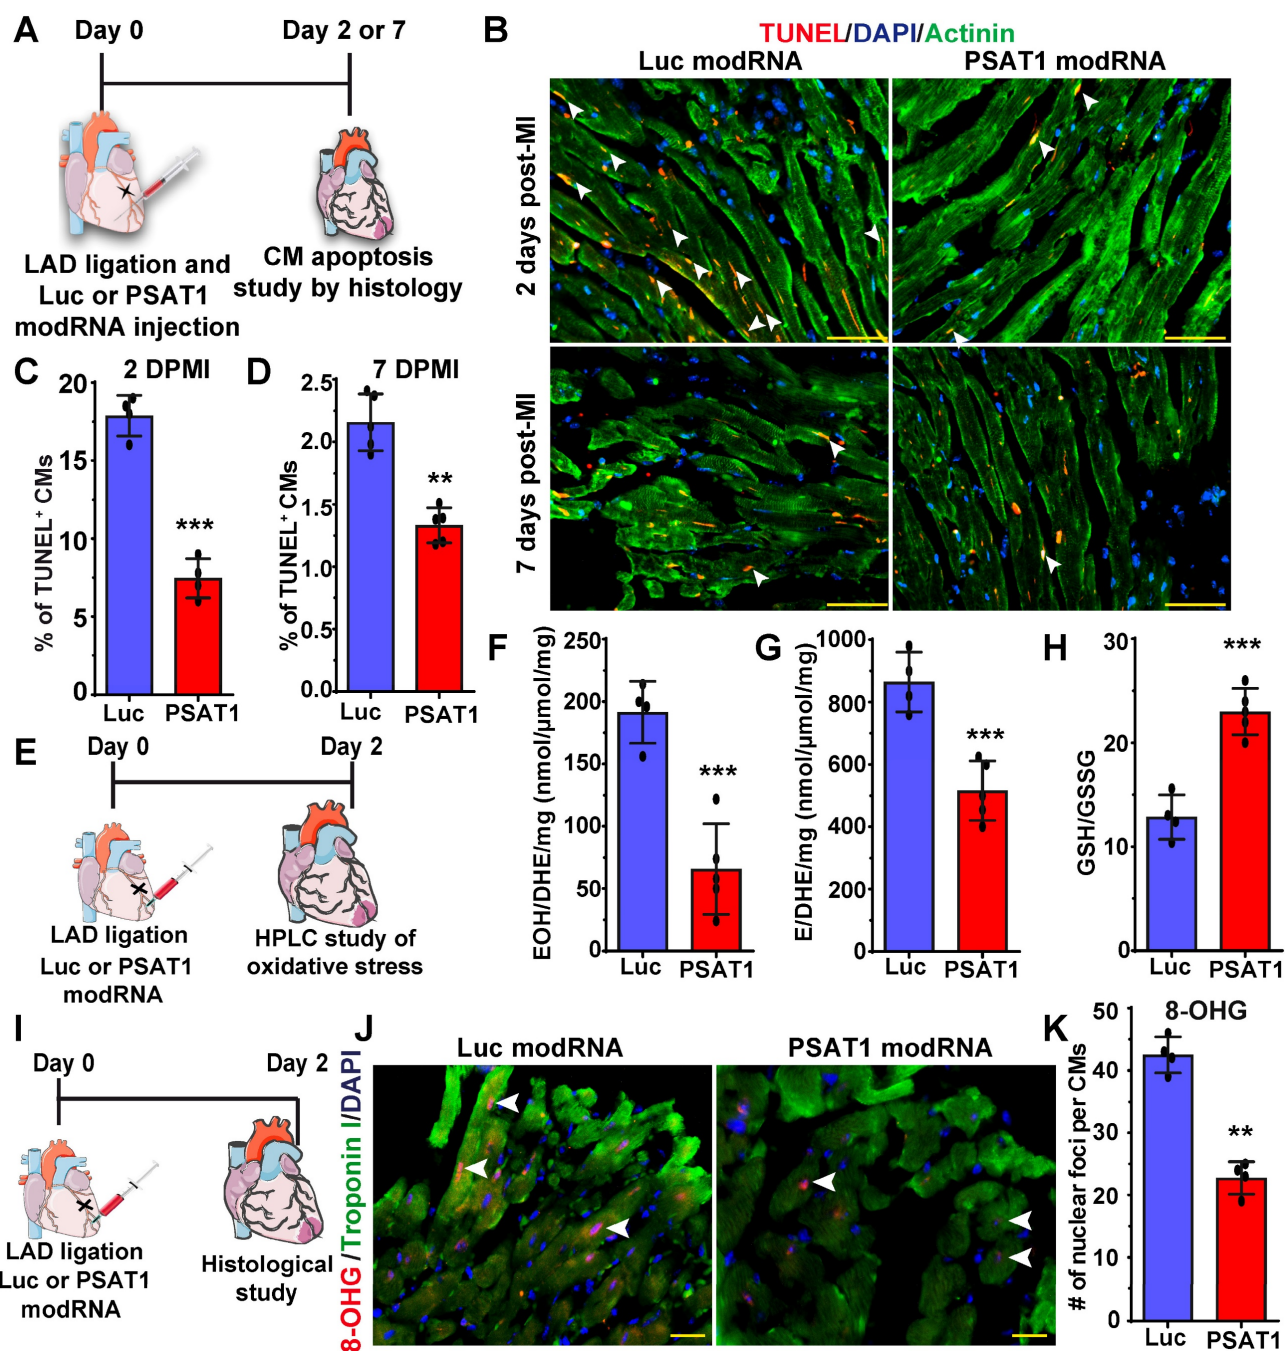 A
Day 0
Day 2 or 7
LAD ligation and
Luc or PSAT1
modRNA injection
CM apoptosis
study by histology
B
TUNEL/DAPI/Actinin
Luc modRNA
PSAT1 modRNA
2 days post-MI
7 days post-MI
C
2 DPMI
% of TUNEL+ CMs
20
15
10
5
0
***
Luc
PSAT1
D
7 DPMI
% of TUNEL+ CMs
2.5
2.0
1.5
1.0
0.5
0.0
**
Luc
PSAT1
E
Day 0
Day 2
LAD ligation
Luc or PSAT1
modRNA
HPLC study of
oxidative stress
F
EOH/DHE/mg (nmol/µmol/mg)
250
200
150
100
50
0
***
Luc
PSAT1
G
E/DHE/mg (nmol/µmol/mg)
1000
800
600
400
200
0
***
Luc
PSAT1
H
GSH/GSSG
30
20
10
0
***
Luc
PSAT1
I
Day 0
Day 2
LAD ligation
Luc or PSAT1
modRNA
Histological
study
J
8-OHG /Troponin I/DAPI
Luc modRNA
PSAT1 modRNA
K
8-OHG
# of nuclear foci per CMs
50
40
30
20
10
0
**
Luc
PSAT1